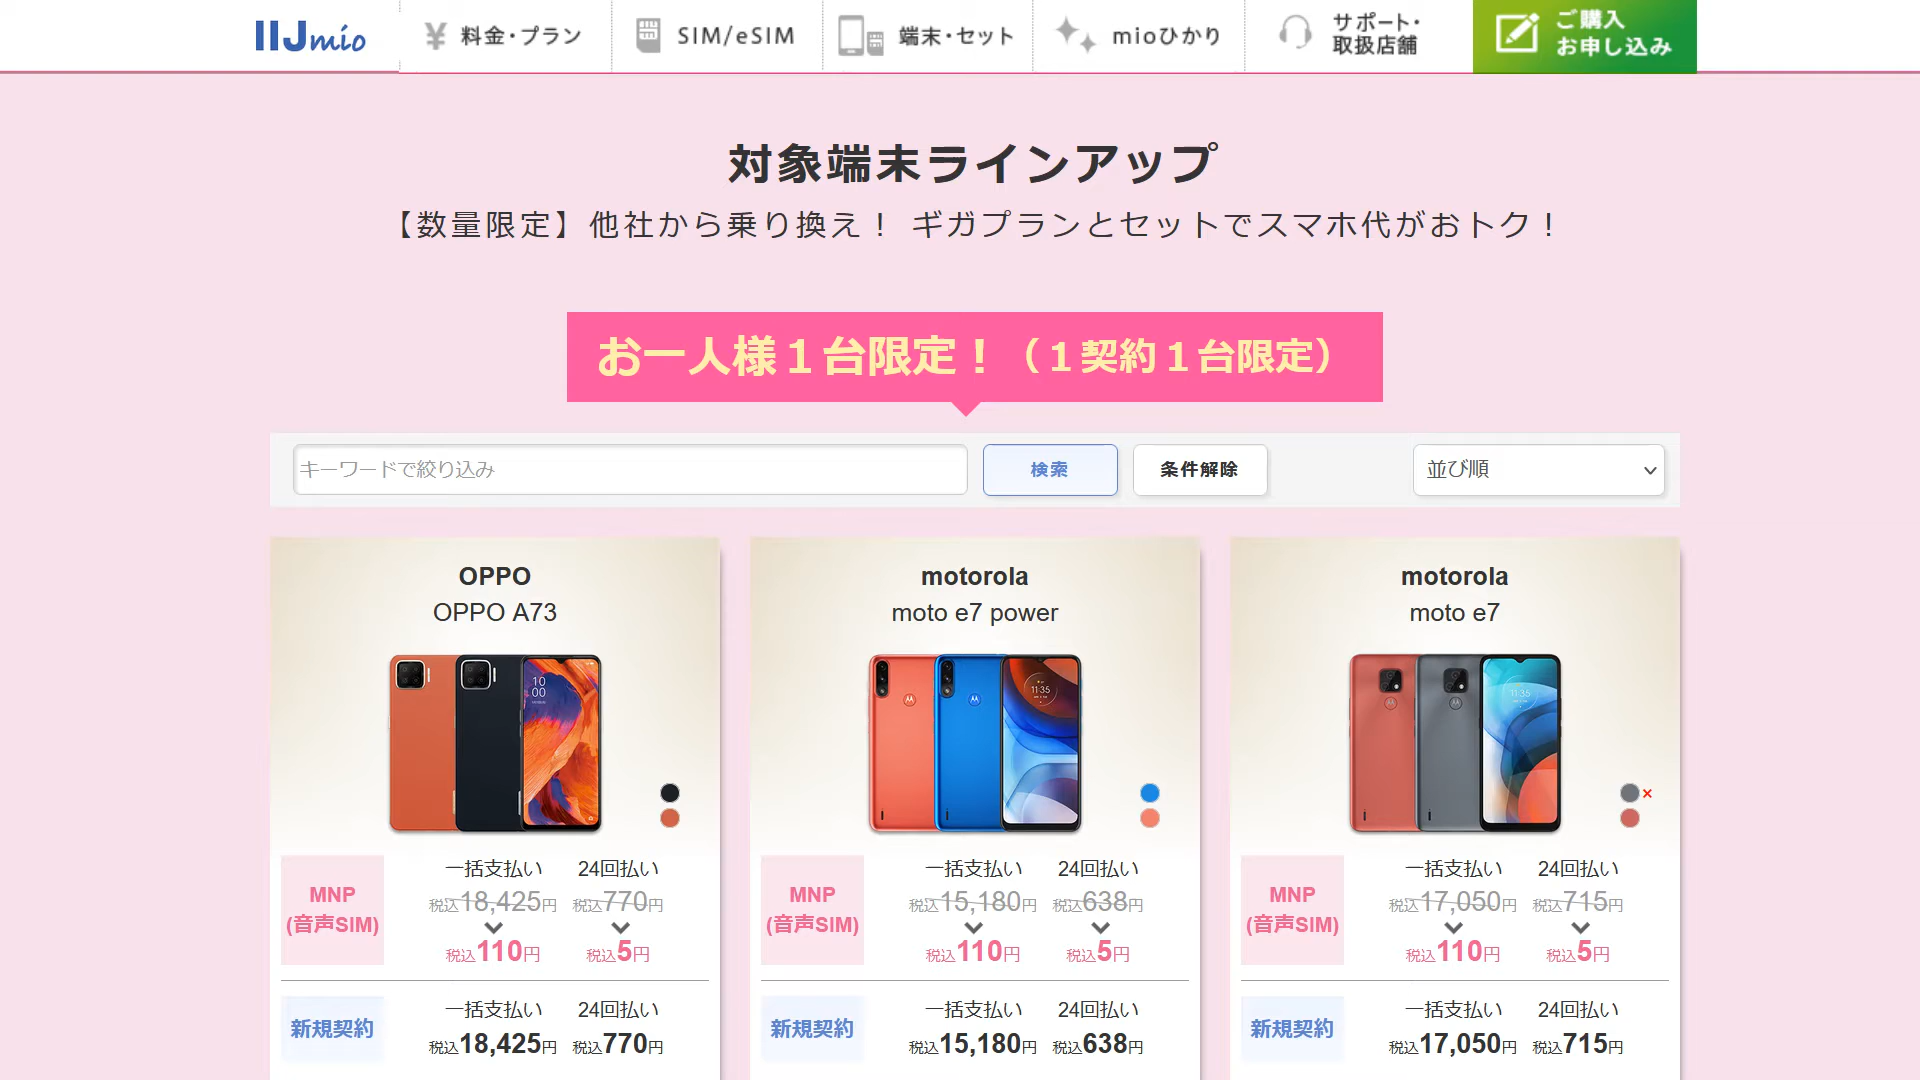 IIJmio
料金・プラン
SIM/eSIM
端末・セット
mioひかり
サポート・
取扱店舗
ご購入
お申し込み
対象端末ラインアップ
【数量限定】他社から乗り換え！ ギガプランとセットでスマホ代がおトク！
お一人様１台限定！（１契約１台限定）
キーワードで絞り込み
検索
条件解除
並び順
OPPO
OPPO A73
MNP
(音声SIM)
一括支払い 24回払い
税込18,425円 税込770円
税込110円 税込5円
新規契約
一括支払い 24回払い
税込18,425円 税込770円
motorola
moto e7 power
11:35
MNP
(音声SIM)
一括支払い 24回払い
税込15,180円 税込638円
税込110円 税込5円
新規契約
一括支払い 24回払い
税込15,180円 税込638円
motorola
moto e7
11:35
×
MNP
(音声SIM)
一括支払い 24回払い
税込17,050円 税込715円
税込110円 税込5円
新規契約
一括支払い 24回払い
税込17,050円 税込715円